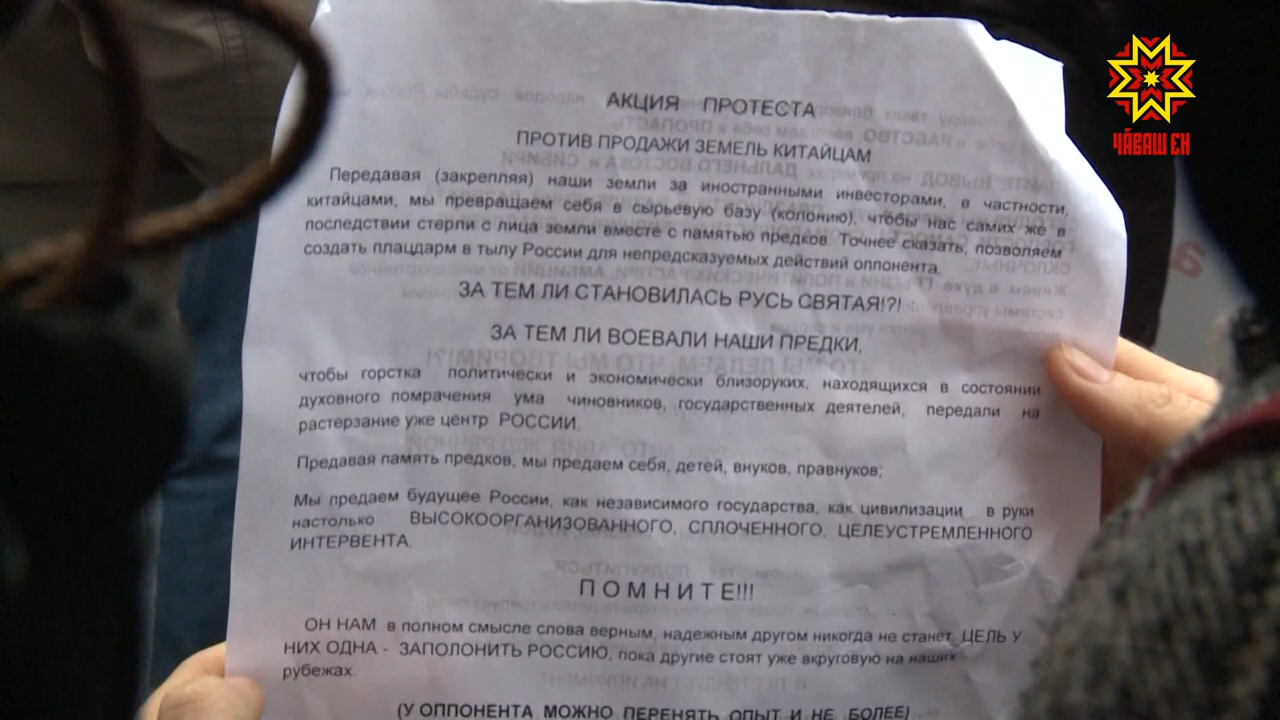 ЧӐВАШ ЕН
АКЦИЯ ПРОТЕСТА
ПРОТИВ ПРОДАЖИ ЗЕМЕЛЬ КИТАЙЦАМ
Передавая (закрепляя) наши земли за иностранными инвесторами, в частности,
китайцами, мы превращаем себя в сырьевую базу (колонию), чтобы нас самих же в
последствии стерли с лица земли вместе с памятью предков. Точнее сказать, позволяем
создать плацдарм в тылу России для непредсказуемых действий оппонента.
ЗА ТЕМ ЛИ СТАНОВИЛАСЬ РУСЬ СВЯТАЯ!?!
ЗА ТЕМ ЛИ ВОЕВАЛИ НАШИ ПРЕДКИ,
чтобы горстка политически и экономически близоруких, находящихся в состоянии
духовного помрачения ума чиновников, государственных деятелей, передали на
растерзание уже центр РОССИИ.
Предавая память предков, мы предаем себя, детей, внуков, правнуков;
Мы предаем будущее России, как независимого государства, как цивилизации в руки
настолько ВЫСОКООРГАНИЗОВАННОГО, СПЛОЧЕННОГО, ЦЕЛЕУСТРЕМЛЕННОГО
ИНТЕРВЕНТА.
П О М Н И Т Е!!!
ОН НАМ в полном смысле слова верным, надежным другом никогда не станет, ЦЕЛЬ У
НИХ ОДНА - ЗАПОЛОНИТЬ РОССИЮ, пока другие стоят уже вкруговую на наших
рубежах.
(У ОППОНЕНТА МОЖНО ПЕРЕНЯТЬ ОПЫТ И НЕ БОЛЕЕ)